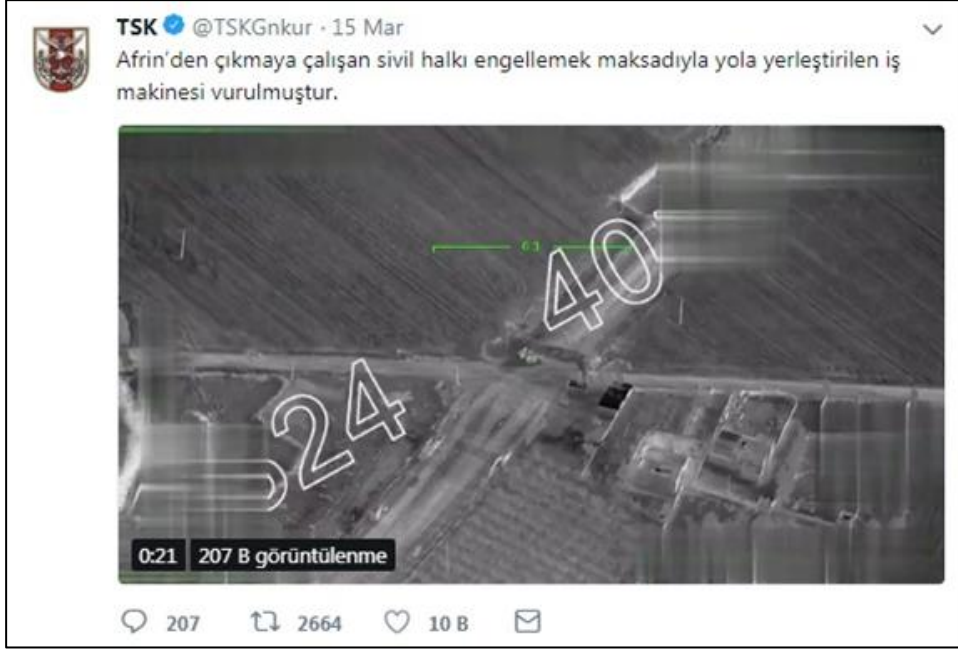 TSK @TSKGnkur · 15 Mar
Afrin'den çıkmaya çalışan sivil halkı engellemek maksadıyla yola yerleştirilen iş
makinesi vurulmuştur.
63
40
24
0:21 207 B görüntülenme
207 2664 10 B